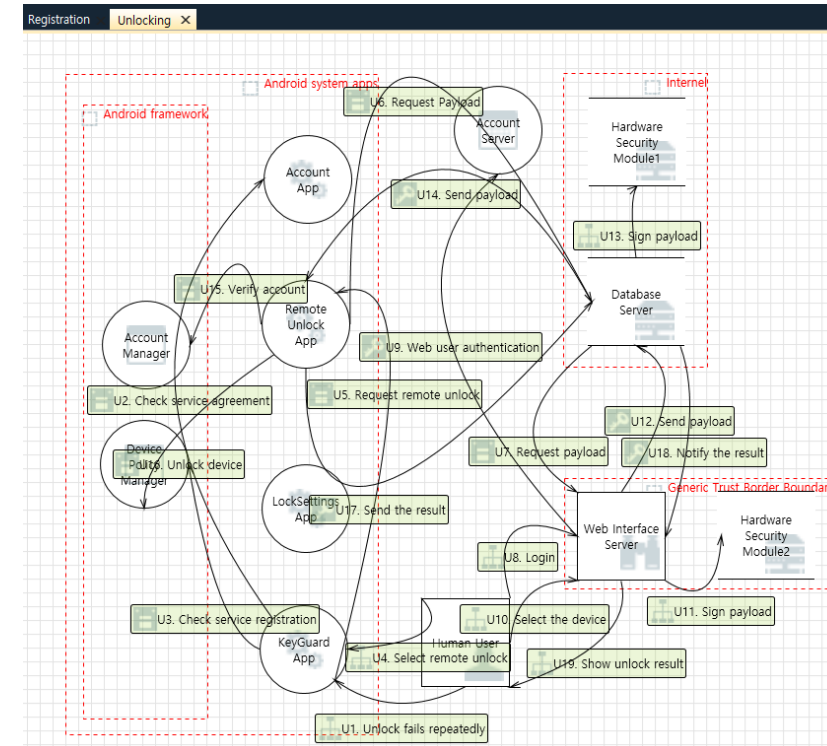 Registration
Unlocking ✕
Android system apps
Internet
U6. Request Payload
Android framework
Account
Server
Hardware
Security
Module1
Account
App
U14. Send payload
U13. Sign payload
U15. Verify account
Remote
Unlock
App
Database
Server
Account
Manager
U9. Web user authentication
U2. Check service agreement
U5. Request remote unlock
U12. Send payload
Device
Policy
Manager
U16. Unlock device
U7. Request payload
U18. Notify the result
Generic Trust Border Boundar
LockSettings
App
U17. Send the result
Web Interface
Server
Hardware
Security
Module2
U8. Login
U3. Check service registration
U10. Select the device
U11. Sign payload
KeyGuard
App
Human User
U4. Select remote unlock
U19. Show unlock result
U1. Unlock fails repeatedly